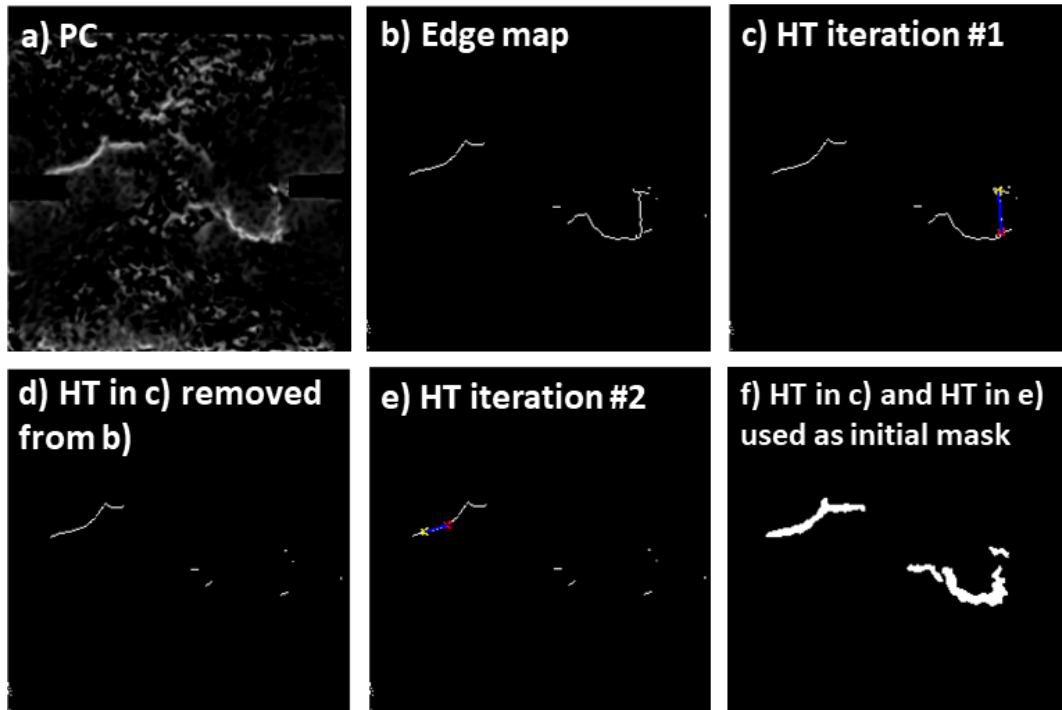 a) PC
b) Edge map
c) HT iteration #1
d) HT in c) removed
from b)
e) HT iteration #2
f) HT in c) and HT in e)
used as initial mask